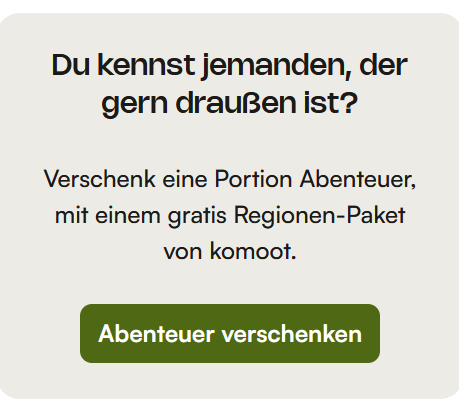 Du kennst jemanden, der
gern draußen ist?
Verschenk eine Portion Abenteuer,
mit einem gratis Regionen-Paket
von komoot.
Abenteuer verschenken